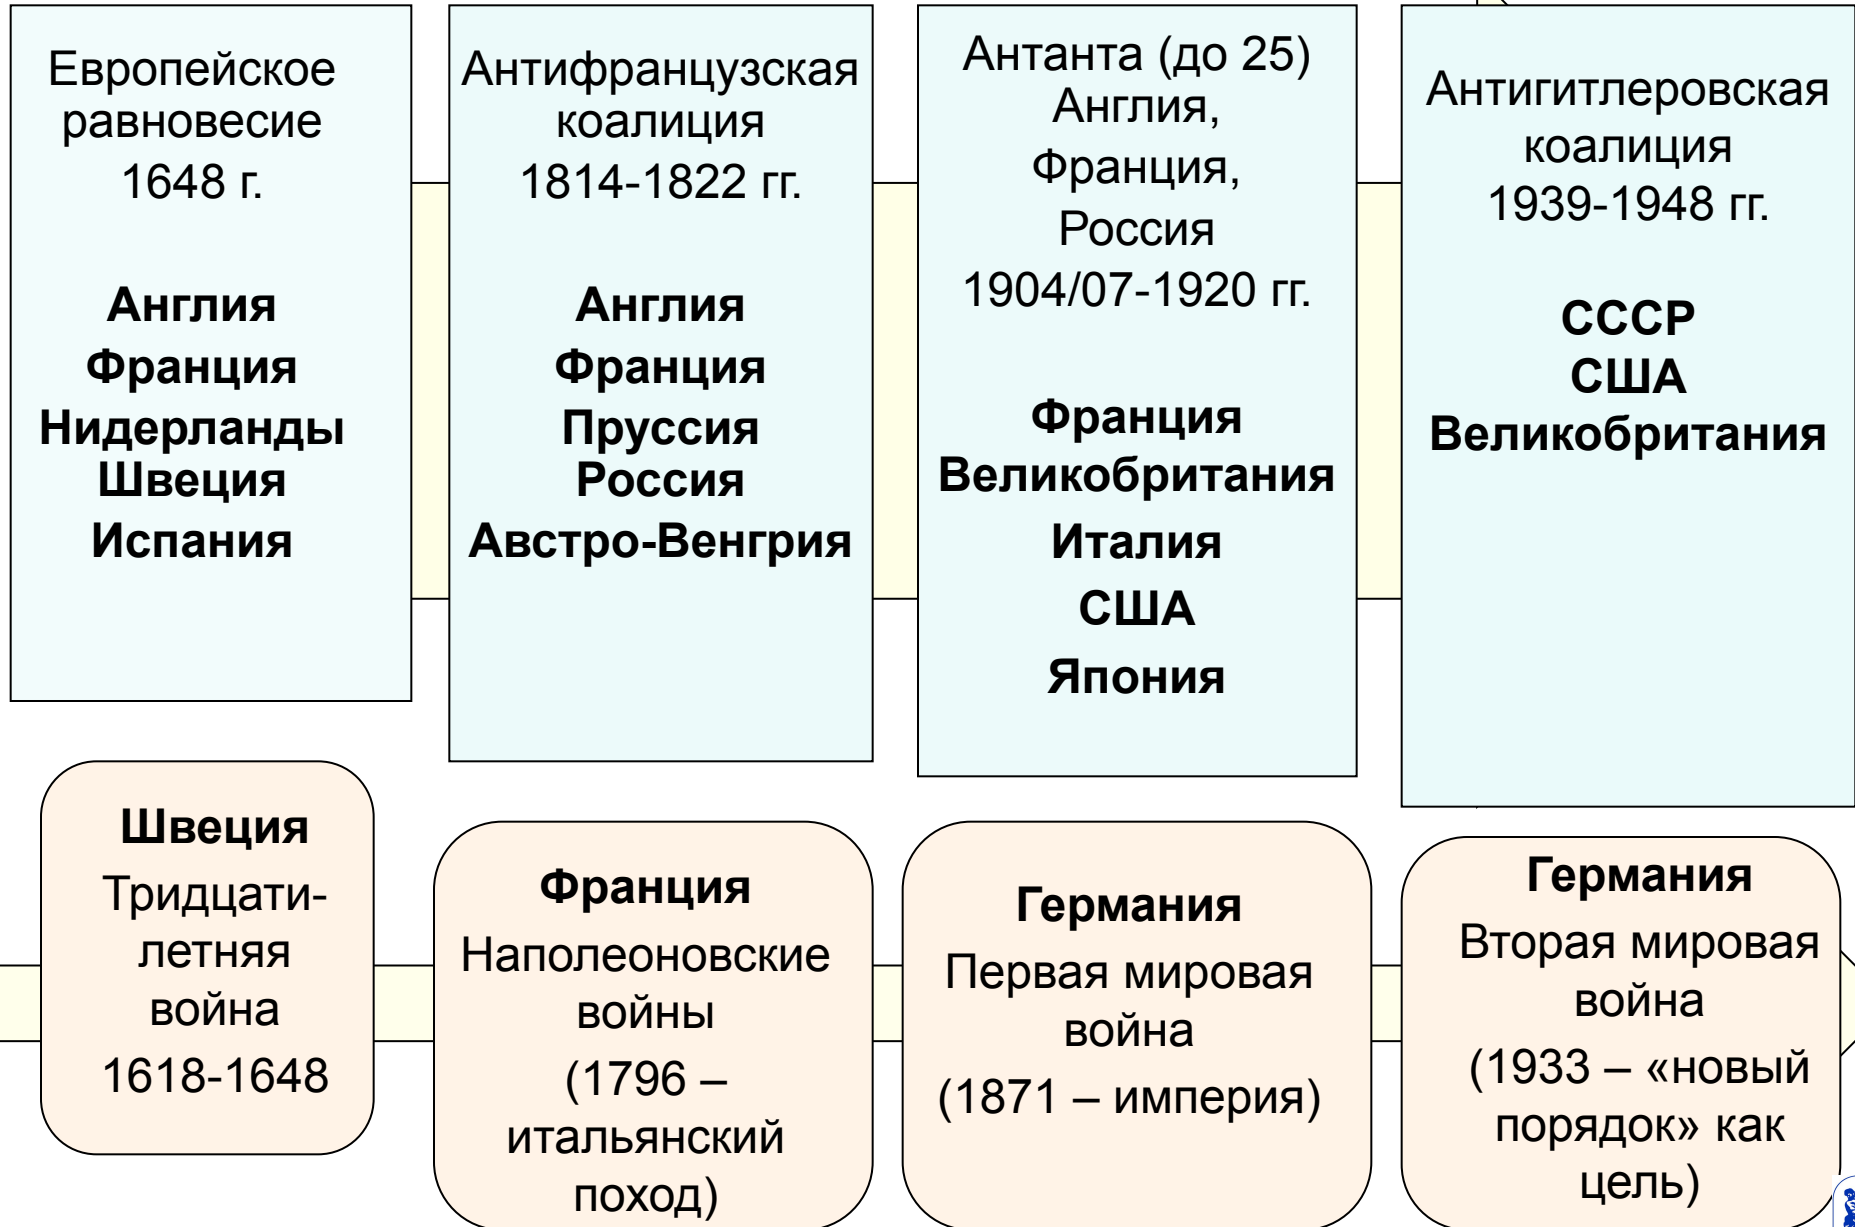 Европейское
равновесие
1648 г.
Англия
Франция
Нидерланды
Швеция
Испания
Антифранцузская
коалиция
1814-1822 гг.
Англия
Франция
Пруссия
Россия
Австро-Венгрия
Антанта (до 25)
Англия,
Франция,
Россия
1904/07-1920 гг.
Франция
Великобритания
Италия
США
Япония
Антигитлеровская
коалиция
1939-1948 гг.
СССР
США
Великобритания
Швеция
Тридцати-
летняя
война
1618-1648
Франция
Наполеоновские
войны
(1796 –
итальянский
поход)
Германия
Первая мировая
война
(1871 – империя)
Германия
Вторая мировая
война
(1933 – «новый
порядок» как
цель)